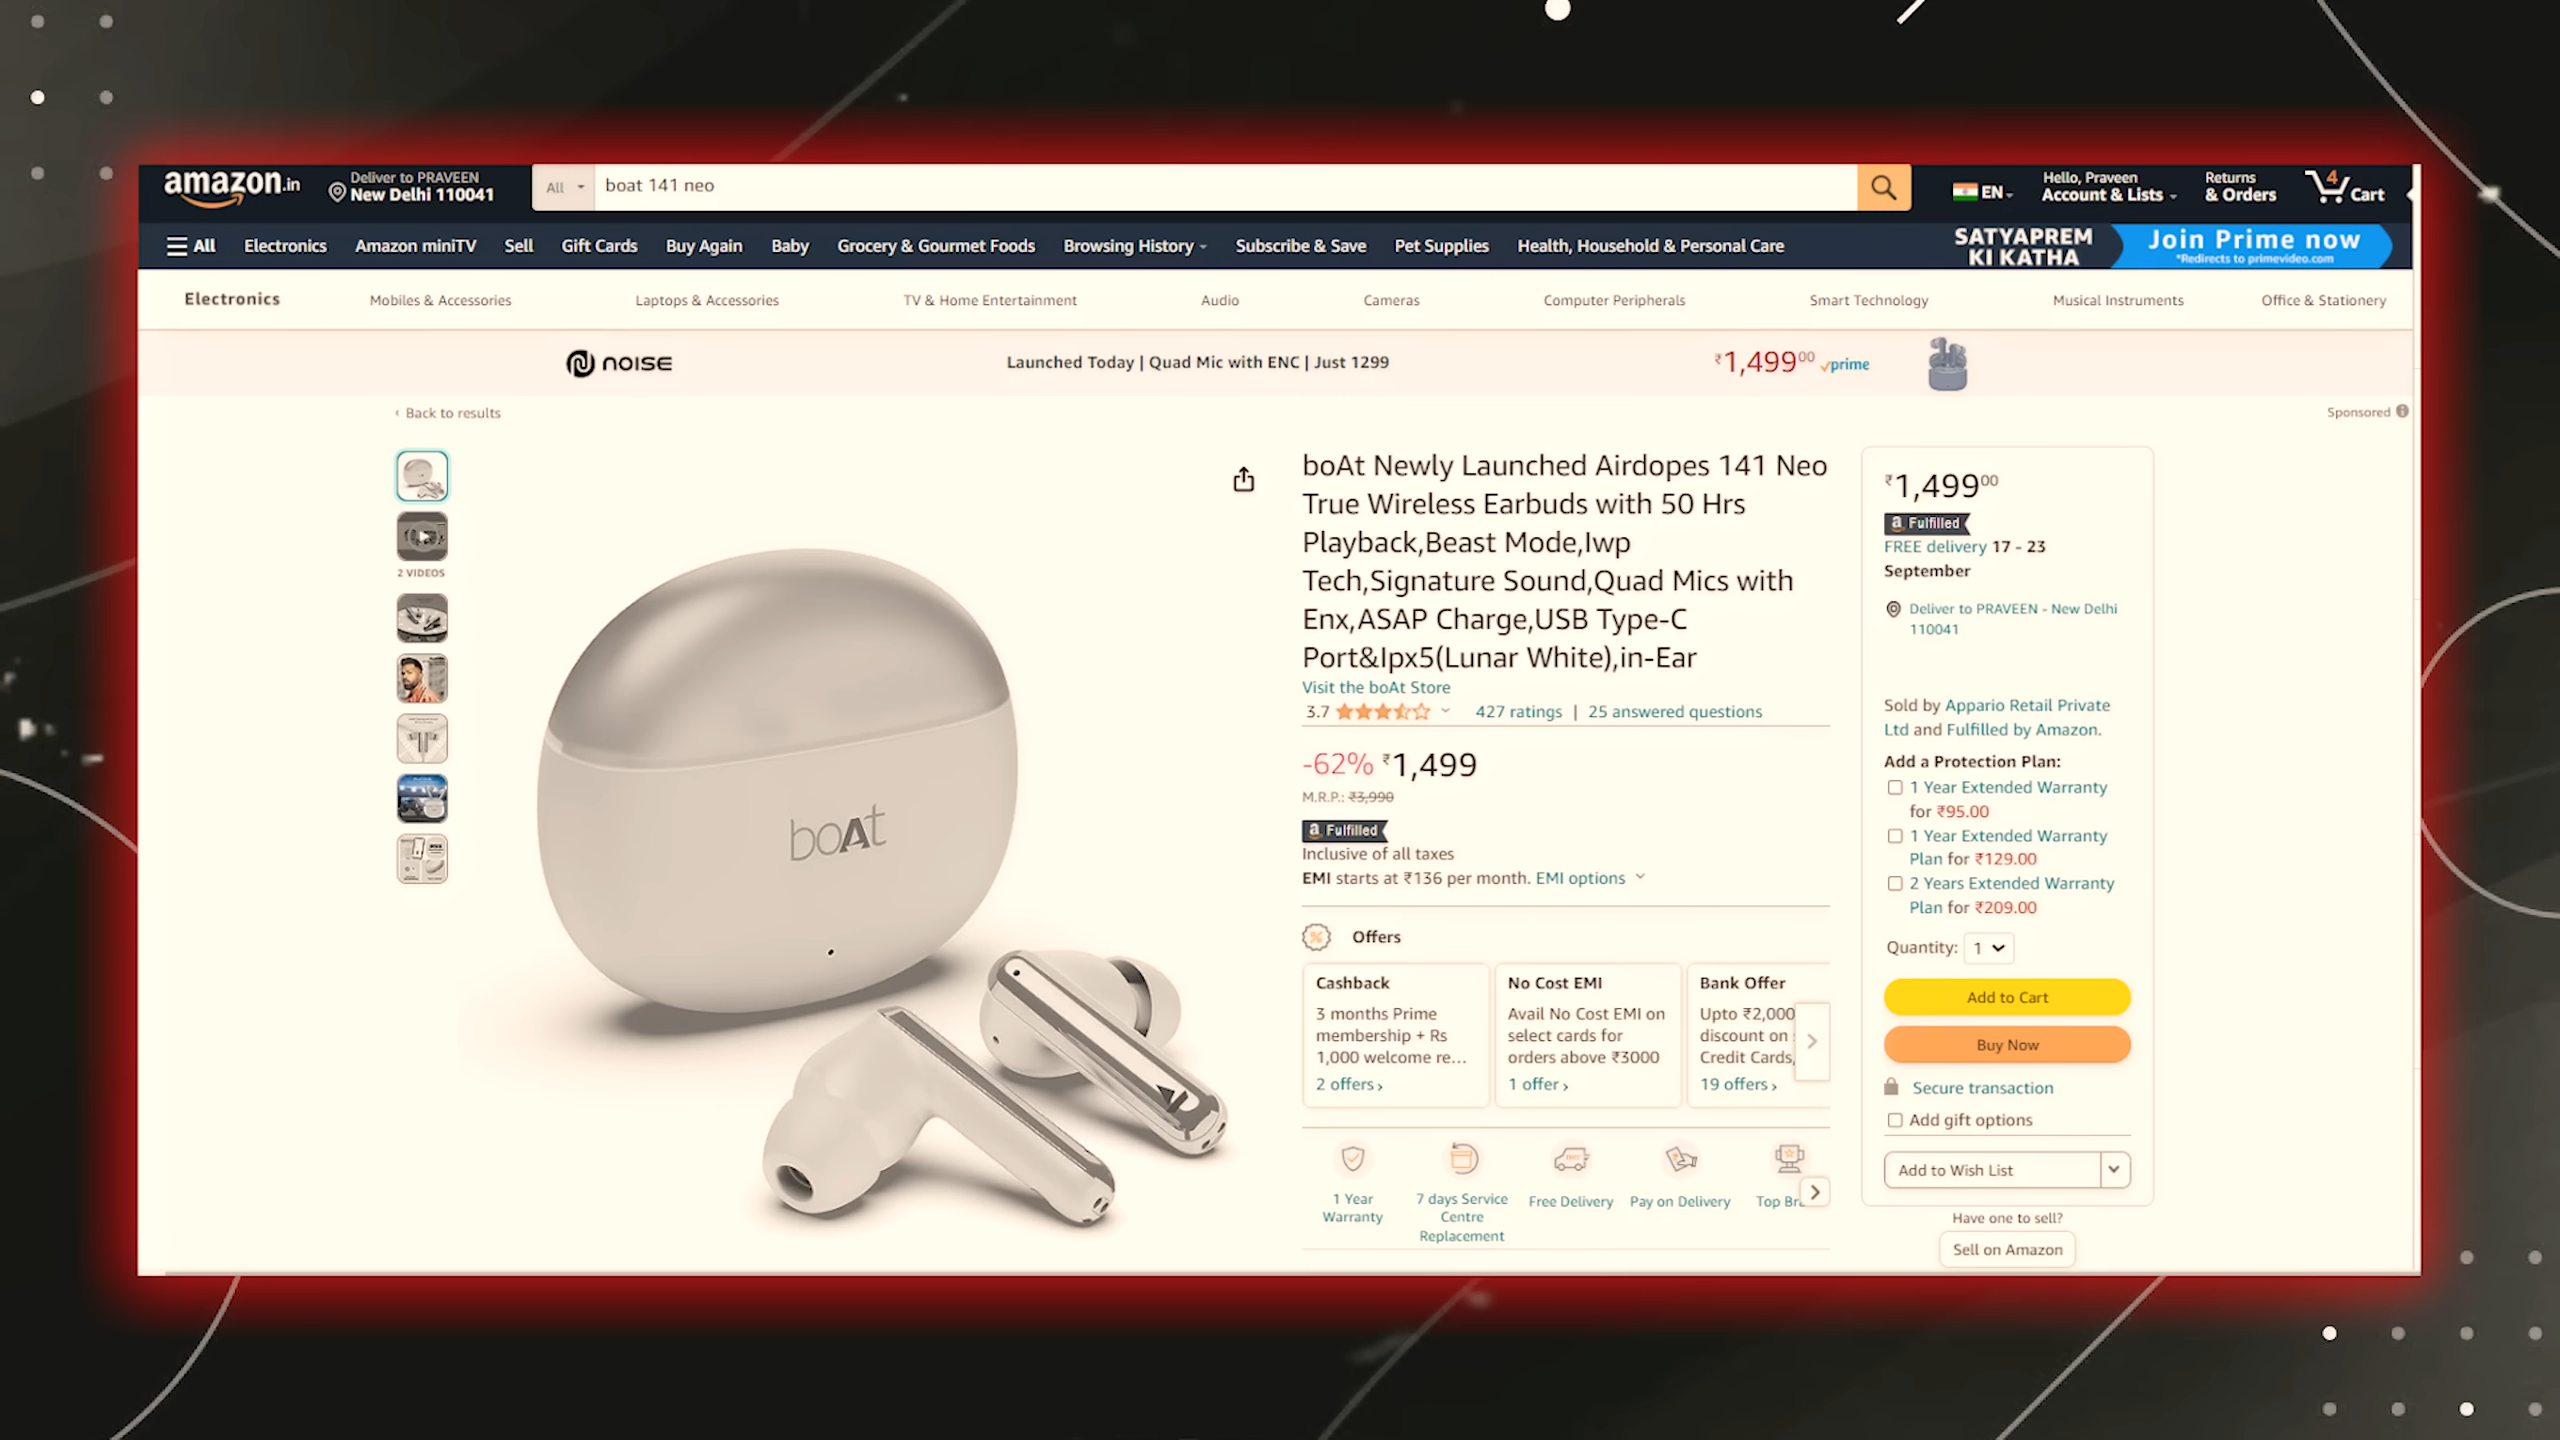 amazon.in
Deliver to PRAVEEN
New Delhi 110041
All
boat 141 neo
EN
Hello, Praveen
Account & Lists
Returns
& Orders
4
Cart
All
Electronics
Amazon miniTV
Sell
Gift Cards
Buy Again
Baby
Grocery & Gourmet Foods
Browsing History
Subscribe & Save
Pet Supplies
Health, Household & Personal Care
SATYAPREM
KI KATHA
Join Prime now
*Redirects to primevideo.com
Electronics
Mobiles & Accessories
Laptops & Accessories
TV & Home Entertainment
Audio
Cameras
Computer Peripherals
Smart Technology
Musical Instruments
Office & Stationery
NOISE
Launched Today | Quad Mic with ENC | Just 1299
₹1,49900 prime
‹ Back to results
Sponsored
2 VIDEOS
boAt
boAt Newly Launched Airdopes 141 Neo
True Wireless Earbuds with 50 Hrs
Playback,Beast Mode,Iwp
Tech,Signature Sound,Quad Mics with
Enx,ASAP Charge,USB Type-C
Port&Ipx5(Lunar White),in-Ear
Visit the boAt Store
3.7
427 ratings | 25 answered questions
-62% ₹1,499
M.R.P.: ₹3,990
a Fulfilled
Inclusive of all taxes
EMI starts at ₹136 per month. EMI options
Offers
Cashback
3 months Prime
membership + Rs
1,000 welcome re…
2 offers ›
No Cost EMI
Avail No Cost EMI on
select cards for
orders above ₹3000
1 offer ›
Bank Offer
Upto ₹2,000
discount on
Credit Cards,
19 offers ›
1 Year
Warranty
7 days Service
Centre
Replacement
Free Delivery
Pay on Delivery
Top Br
₹1,49900
a Fulfilled
FREE delivery 17 - 23
September
Deliver to PRAVEEN - New Delhi
110041
Sold by Appario Retail Private
Ltd and Fulfilled by Amazon.
Add a Protection Plan:
1 Year Extended Warranty
for ₹95.00
1 Year Extended Warranty
Plan for ₹129.00
2 Years Extended Warranty
Plan for ₹209.00
Quantity: 1
Add to Cart
Buy Now
Secure transaction
Add gift options
Add to Wish List
Have one to sell?
Sell on Amazon